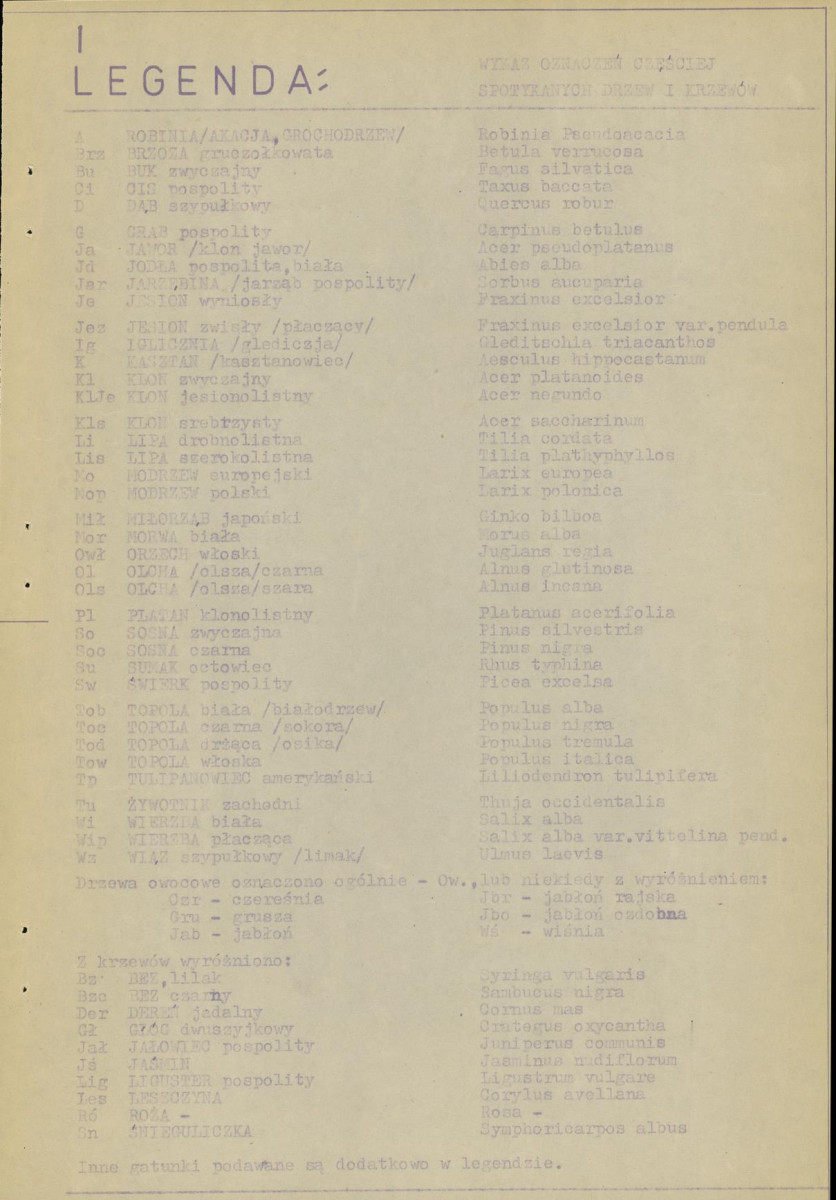 I
LEGENDA:
WYKAZ OZNACZEŃ CZĘŚCIEJ
SPOTYKANYCH DRZEW I KRZEWÓW
A ROBINIA/AKACJA,GROCHODRZEW/ Robinia Pseudoacacia
Brz BRZOZA gruczołkowata Betula verrucosa
Bu BUK zwyczajny Fagus silvatica
Ci CIS pospolity Taxus baccata
D DĄB szypułkowy Quercus robur
G GRAB pospolity Carpinus betulus
Ja JAWOR /klon jawor/ Acer pseudoplatanus
Jd JODŁA pospolita,biała Abies alba
Jar JARZĘBINA /jarząb pospolity/ Sorbus aucuparia
Je JESION wyniosły Fraxinus excelsior
Jez JESION zwisły /płaczący/ Fraxinus excelsior var.pendula
Ig IGLICZNIA /glediczja/ Gleditschia triacanthos
K KASZTAN /kasztanowiec/ Aesculus hippocastanum
Kl KLON zwyczajny Acer platanoides
KlJe KLON jesionolistny Acer negundo
Kls KLON srebrzysty Acer saccharinum
Li LIPA drobnolistna Tilia cordata
Lis LIPA szerokolistna Tilia plathyphyllos
Mo MODRZEW europejski Larix europea
Mop MODRZEW polski Larix polonica
Mił MIŁORZĄB japoński Ginko bilboa
Mor MORWA biała Morus alba
Owł ORZECH włoski Juglans regia
Ol OLCHA /olsza/czarna Alnus glutinosa
Ols OLCHA /olsza/szara Alnus incana
Pl PLATAN klonolistny Platanus acerifolia
So SOSNA zwyczajna Pinus silvestris
Soc SOSNA czarna Pinus nigra
Su SUMAK octowiec Rhus typhina
Sw ŚWIERK pospolity Picea excelsa
Tob TOPOLA biała /białodrzew/ Populus alba
Toc TOPOLA czarna /sokora/ Populus nigra
Tod TOPOLA drżąca /osika/ Populus tremula
Tow TOPOLA włoska Populus italica
Tp TULIPANOWIEC amerykański Liliodendron tulipifera
Tu ŻYWOTNIK zachodni Thuja occidentalis
Wi WIERZBA biała Salix alba
Wip WIERZBA płacząca Salix alba var.vittelina pend.
Wz WIĄZ szypułkowy /limak/ Ulmus laevis
Drzewa owocowe oznaczono ogólnie - Ow.,lub niekiedy z wyróżnieniem:
Czr - czereśnia Jbr - jabłoń rajska
Gru - grusza Jbo - jabłoń ozdobna
Jab - jabłoń Wś - wiśnia
Z krzewów wyróżniono:
Bz BEZ,lilak Syringa vulgaris
Bzc BEZ czarny Sambucus nigra
Der DEREŃ jadalny Cornus mas
Gł GŁÓG dwuszyjkowy Crategus oxycantha
Jał JAŁOWIEC pospolity Juniperus communis
Jś JAŚMIN Jasminus nudiflorum
Lig LIGUSTER pospolity Ligustrum vulgare
Les LESZCZYNA Corylus avellana
Ró ROŻA - Rosa -
Sn ŚNIEGULICZKA Symphoricarpos albus
Inne gatunki podawane są dodatkowo w legendzie.